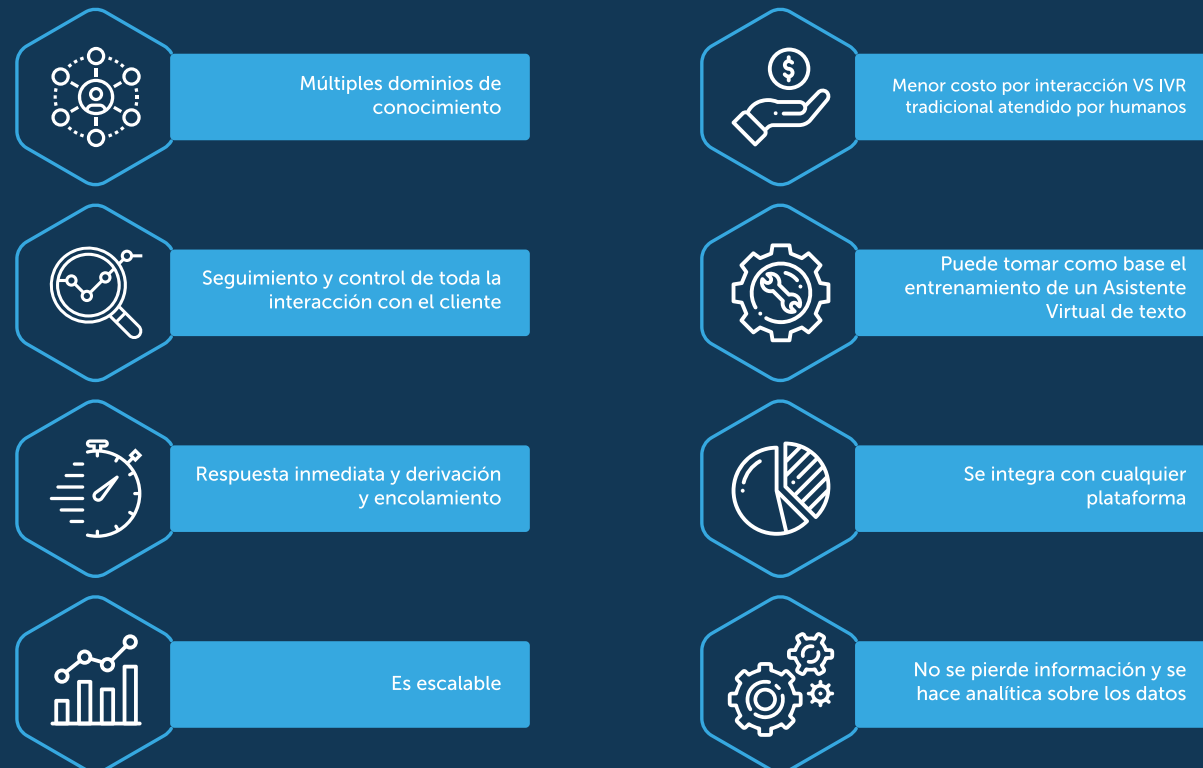 Múltiples dominios de
conocimiento
Seguimiento y control de toda la
interacción con el cliente
Respuesta inmediata y derivación
y encolamiento
Es escalable
Menor costo por interacción VS IVR
tradicional atendido por humanos
Puede tomar como base el
entrenamiento de un Asistente
Virtual de texto
Se integra con cualquier
plataforma
No se pierde información y se
hace analítica sobre los datos